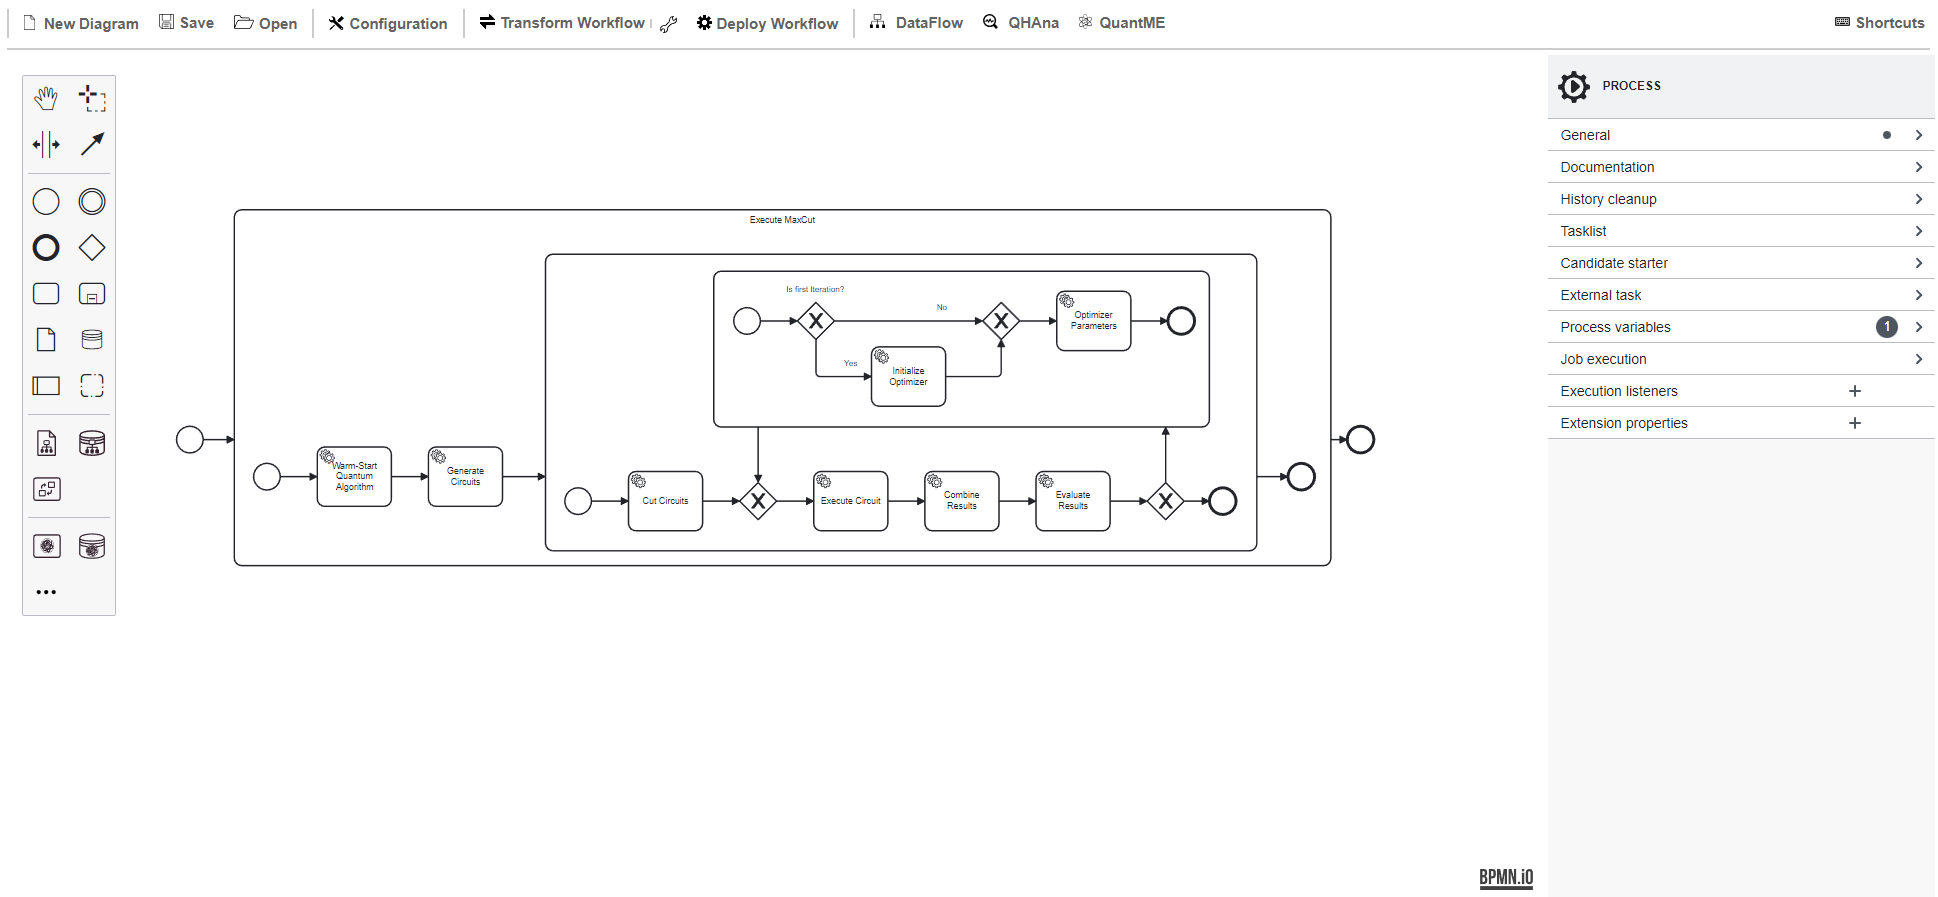 New Diagram
Save
Open
Configuration
Transform Workflow
Deploy Workflow
DataFlow
QHAna
QuantME
Shortcuts
PROCESS
General
Documentation
History cleanup
Tasklist
Candidate starter
External task
Process variables
1
Job execution
Execution listeners
Extension properties
Execute MaxCut
Is first Iteration?
No
X
X
Optimizer
Parameters
Yes
Initialize
Optimizer
Warm-Start
Quantum
Algorithm
Generate
Circuits
Cut Circuits
X
Execute Circuit
Combine
Results
Evaluate
Results
X
BPMN.iO